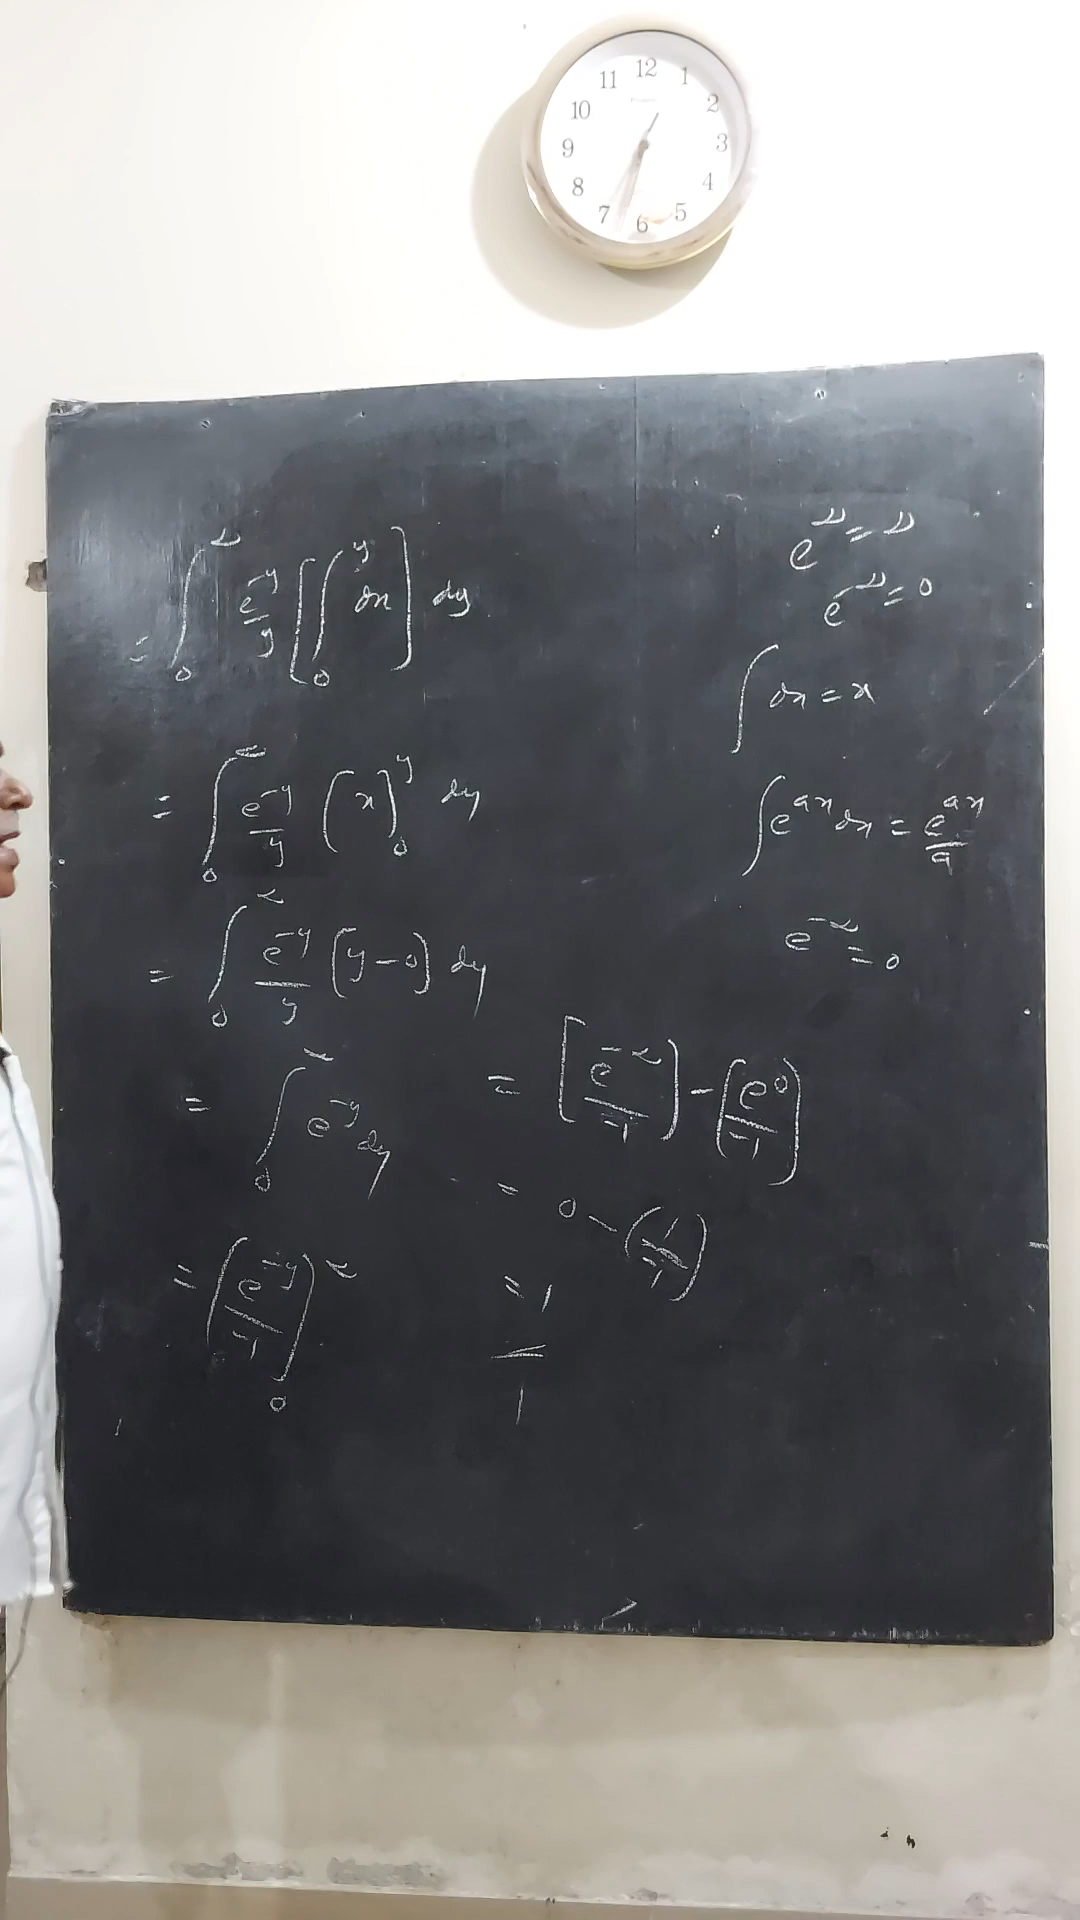 12
11 1
10 2
9 3
8 4
7 6 5
= ∫₀^∞ e^-y/y [∫₀^y dx] dy
= ∫₀^∞ e^-y/y (x)₀^y dy
= ∫₀^∞ e^-y/y [y-0] dy
= ∫₀^∞ e^-y dy
= (e^-y/-1)₀^∞
e^∞ = ∞
e^-∞ = 0
∫ dx = x
∫ e^ax dx = e^ax/a
e^-∞ = 0
= [e^-∞/-1] - [e^0/-1]
= 0 - (1/-1)
= 1